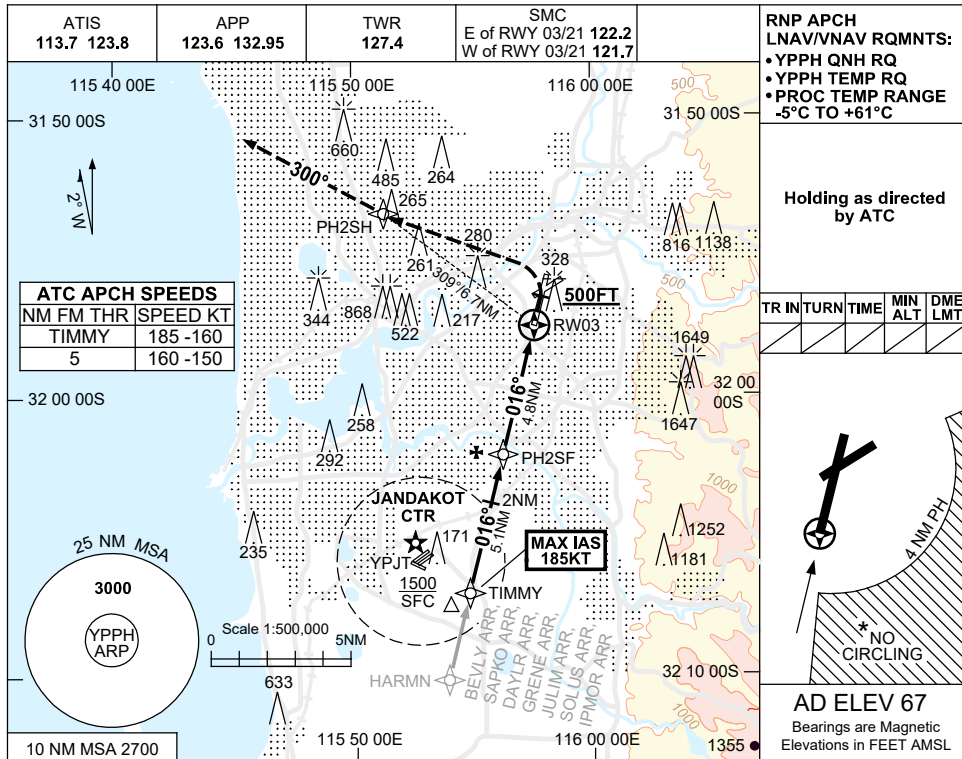 ATIS
113.7 123.8
APP
123.6 132.95
TWR
127.4
SMC
E of RWY 03/21 122.2
W of RWY 03/21 121.7
RNP APCH
LNAV/VNAV RQMNTS:
• YPPH QNH RQ
• YPPH TEMP RQ
• PROC TEMP RANGE
-5°C TO +61°C
Holding as directed
by ATC
TR IN TURN TIME MIN ALT DME LMT
115 40 00E
115 50 00E
116 00 00E
500
31 50 00S
31 50 00S
660
485
264
300°
265
PH2SH
816
1138
2° W
261
280
328
500
309°/6.7NM
500FT
RW03
ATC APCH SPEEDS
NM FM THR SPEED KT
TIMMY 185 -160
5 160 -150
344
868
522
217
1649
32 00 00S
32 00
00S
016°
4.8NM
1647
258
292
PH2SF
1000
JANDAKOT
CTR
2NM
016°
5.1NM
235
171
YPJT
1500
SFC
MAX IAS
185KT
1252
1181
TIMMY
25 NM MSA
3000
YPPH
ARP
Scale 1:500,000
0
5NM
HARMN
BEVLY ARR,
SAPKO ARR,
DAYLR ARR,
GRENE ARR,
JULIM ARR,
SOLUS ARR,
IPMOR ARR
32 10 00S
1000
633
10 NM MSA 2700
115 50 00E
116 00 00E
1355
4 NM PH
*NO
CIRCLING
AD ELEV 67
Bearings are Magnetic
Elevations in FEET AMSL